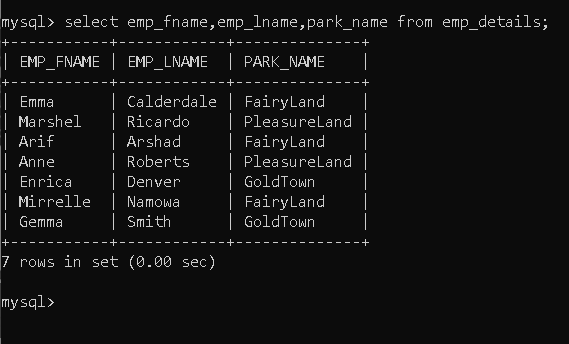 mysql> select emp_fname,emp_lname,park_name from emp_details;
+-----------+------------+--------------+
| EMP_FNAME | EMP_LNAME  | PARK_NAME    |
+-----------+------------+--------------+
| Emma      | Calderdale | FairyLand    |
| Marshel   | Ricardo    | PleasureLand |
| Arif      | Arshad     | FairyLand    |
| Anne      | Roberts    | PleasureLand |
| Enrica    | Denver     | GoldTown     |
| Mirrelle  | Namowa     | FairyLand    |
| Gemma     | Smith      | GoldTown     |
+-----------+------------+--------------+
7 rows in set (0.00 sec)
mysql>